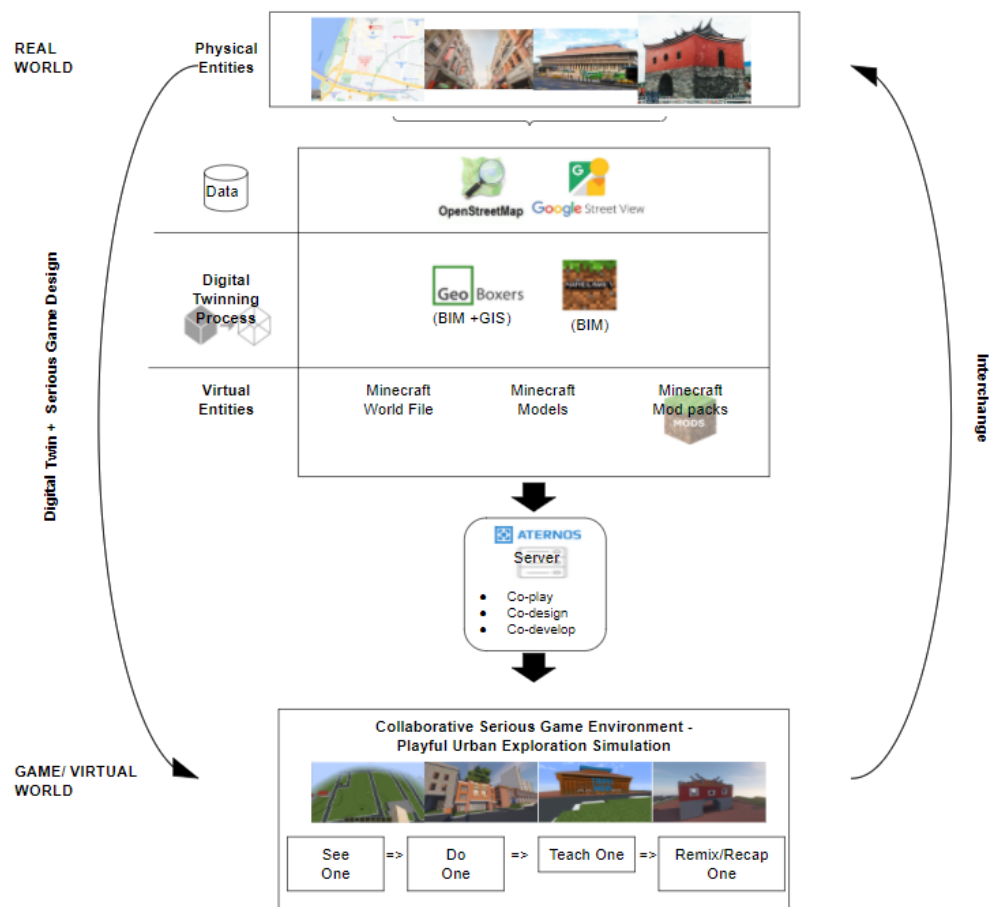 REAL
WORLD
Physical
Entities
Data
OpenStreetMap
G
Google Street View
Digital
Twinning
Process
Geo Boxers
(BIM +GIS)
MINECRAFT
(BIM)
Virtual
Entities
Minecraft
World File
Minecraft
Models
Minecraft
Mod packs
MODS
Digital Twin + Serious Game Design
Interchange
ATERNOS
Server
● Co-play
● Co-design
● Co-develop
GAME/ VIRTUAL
WORLD
Collaborative Serious Game Environment -
Playful Urban Exploration Simulation
See
One
=>
Do
One
=>
Teach One
=>
Remix/Recap
One